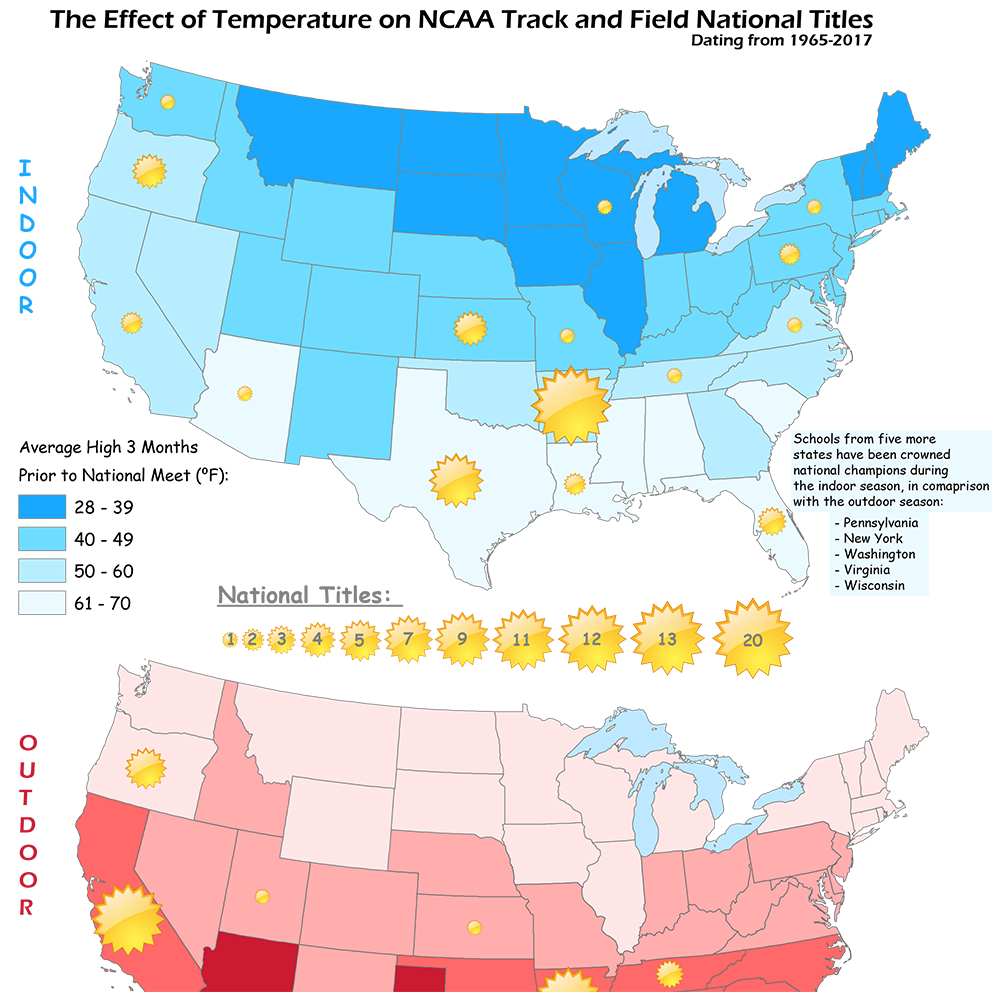 The Effect of Temperature on NCAA Track and Field National Titles
Dating from 1965-2017
INDOOR
Average High 3 Months
Prior to National Meet (ºF):
28 - 39
40 - 49
50 - 60
61 - 70
Schools from five more
states have been crowned
national champions during
the indoor season, in comaprison
with the outdoor season:
- Pennsylvania
- New York
- Washington
- Virginia
- Wisconsin
National Titles:
1 2 3 4 5 7 9 11 12 13 20
OUTDOOR